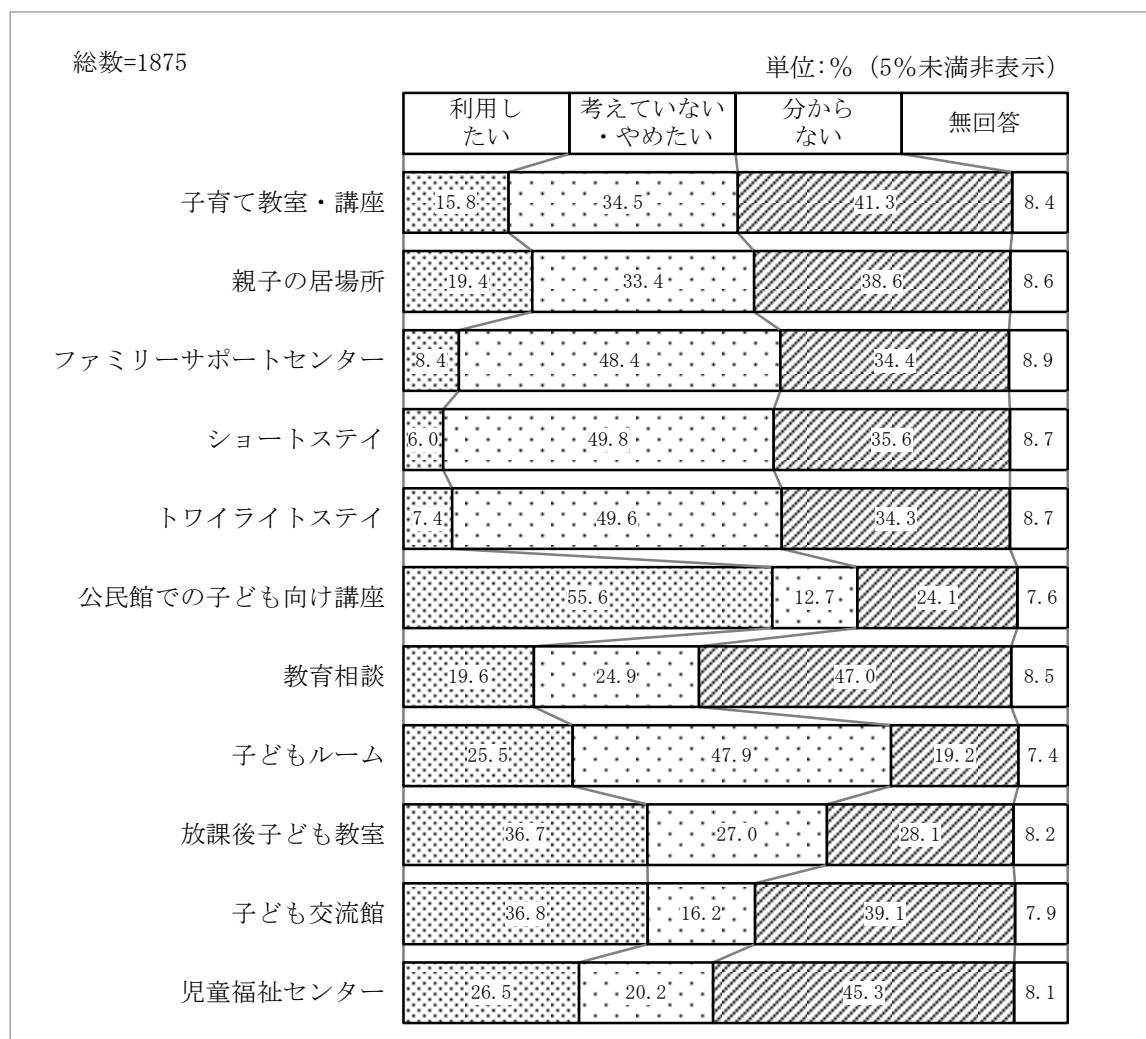 総数=1875
単位:% (5%未満非表示)
利用し
たい
考えていない
・やめたい
分から
ない
無回答
子育て教室・講座 15.8 34.5 41.3 8.4
親子の居場所 19.4 33.4 38.6 8.6
ファミリーサポートセンター 8.4 48.4 34.4 8.9
ショートステイ 6.0 49.8 35.6 8.7
トワイライトステイ 7.4 49.6 34.3 8.7
公民館での子ども向け講座 55.6 12.7 24.1 7.6
教育相談 19.6 24.9 47.0 8.5
子どもルーム 25.5 47.9 19.2 7.4
放課後子ども教室 36.7 27.0 28.1 8.2
子ども交流館 36.8 16.2 39.1 7.9
児童福祉センター 26.5 20.2 45.3 8.1